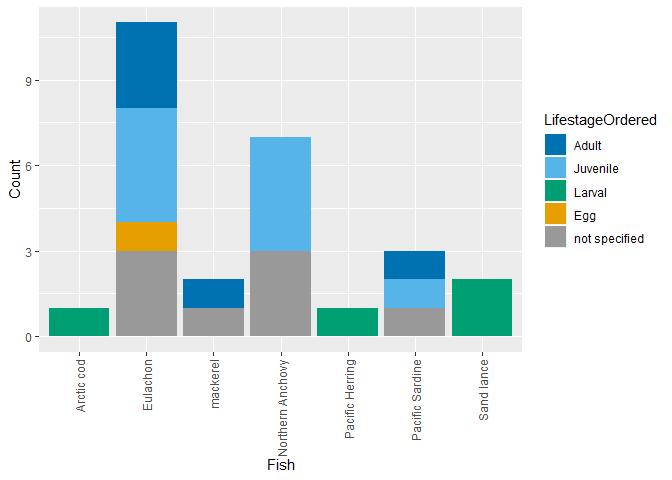 Count
9
6
3
0
Arctic cod
Eulachon
mackerel
Northern Anchovy
Pacific Herring
Pacific Sardine
Sand lance
Fish
LifestageOrdered
Adult
Juvenile
Larval
Egg
not specified